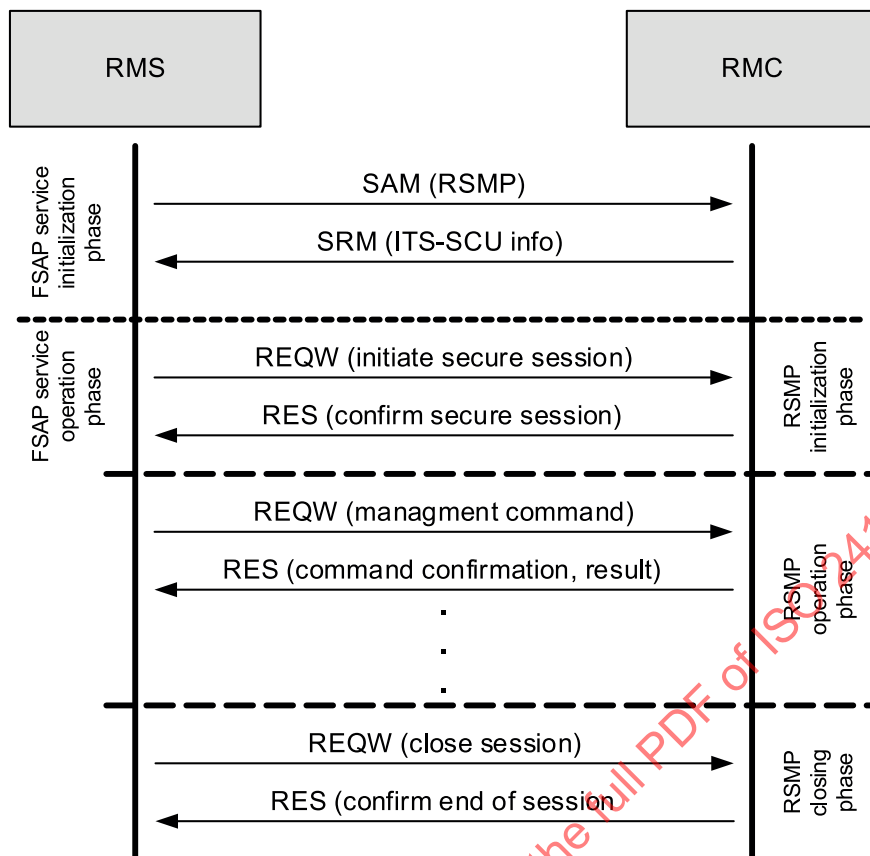 RMS
RMC
FSAP service
initialization
phase
SAM (RSMP)
SRM (ITS-SCU info)
FSAP service
operation
phase
REQW (initiate secure session)
RES (confirm secure session)
RSMP
initialization
phase
REQW (managment command)
RES (command confirmation, result)
RSMP
operation
phase
REQW (close session)
RES (confirm end of session
RSMP
closing
phase
the full PDF of ISO 241